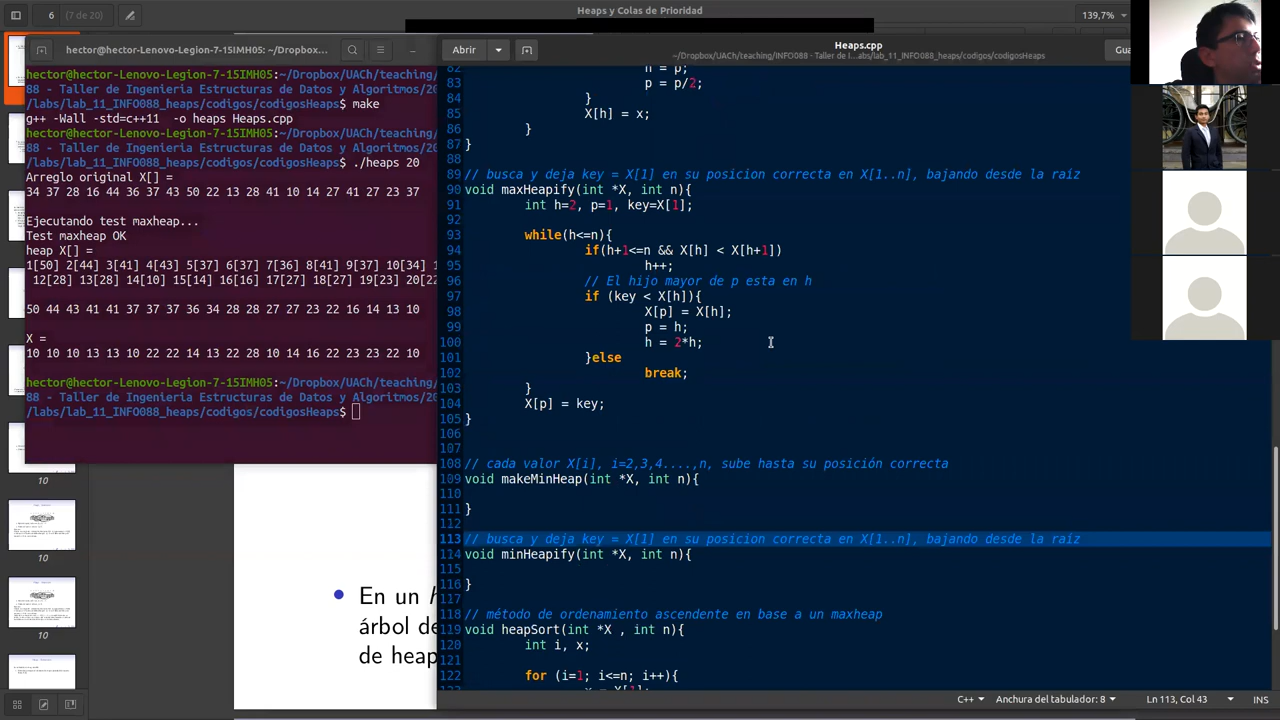 6 (7 de 20)
Heaps y Colas de Prioridad
139,7%
hector@hector-Lenovo-Legion-7-15IMH05: ~/Dropbox...
hector@hector-Lenovo-Legion-7-15IMH05:~/Dropbox/UACh/teaching/
88 - Taller de Ingenieria Estructuras de Datos y Algoritmos/20
/labs/lab_11_INFO088_heaps/codigos/codigosHeaps$ make
g++ -Wall -std=c++11  -o heaps Heaps.cpp
hector@hector-Lenovo-Legion-7-15IMH05:~/Dropbox/UACh/teaching/
88 - Taller de Ingenieria Estructuras de Datos y Algoritmos/20
/labs/lab_11_INFO088_heaps/codigos/codigosHeaps$ ./heaps 20
Arreglo original X[] =
34 37 28 16 44 36 37 43 50 22 13 28 41 10 14 27 41 27 23 37
Ejecutando test maxheap...
Test maxheap OK
heap X[] =
1[50] 2[44] 3[41] 4[43] 5[37] 6[37] 7[36] 8[41] 9[37] 10[34] 1
12[28] 13[28] 14[10] 15[14] 16[16] 17[27] 18[27] 19[23] 20[22
50 44 43 41 41 37 37 37 36 34 28 28 27 27 23 22 16 14 13 10
X =
10 10 10 13 13 10 22 22 14 13 22 28 10 14 16 22 23 23 22 10
hector@hector-Lenovo-Legion-7-15IMH05:~/Dropbox/UACh/teaching/
88 - Taller de Ingenieria Estructuras de Datos y Algoritmos/20
/labs/lab_11_INFO088_heaps/codigos/codigosHeaps$
Abrir
Heaps.cpp
~/Dropbox/UACh/teaching/INFO088 - Taller de I...abs/lab_11_INFO088_heaps/codigos/codigosHeaps
Gua
82 h = p;
83 p = p/2;
84 }
85 X[h] = x;
86 }
87 }
88
89 // busca y deja key = X[1] en su posicion correcta en X[1..n], bajando desde la raíz
90 void maxHeapify(int *X, int n){
91 int h=2, p=1, key=X[1];
92
93 while(h<=n){
94 if(h+1<=n && X[h] < X[h+1])
95 h++;
96 // El hijo mayor de p esta en h
97 if (key < X[h]){
98 X[p] = X[h];
99 p = h;
100 h = 2*h;
101 }else
102 break;
103 }
104 X[p] = key;
105 }
106
107
108 // cada valor X[i], i=2,3,4....,n, sube hasta su posición correcta
109 void makeMinHeap(int *X, int n){
110
111 }
112
113 // busca y deja key = X[1] en su posicion correcta en X[1..n], bajando desde la raíz
114 void minHeapify(int *X, int n){
115
116 }
117
118 // método de ordenamiento ascendente en base a un maxheap
119 void heapSort(int *X , int n){
120 int i, x;
121
122 for (i=1; i<=n; i++){
123 x = X[1];
C++
Anchura del tabulador: 8
Ln 113, Col 43
INS
En un
árbol de
de heap
10
10
10
10